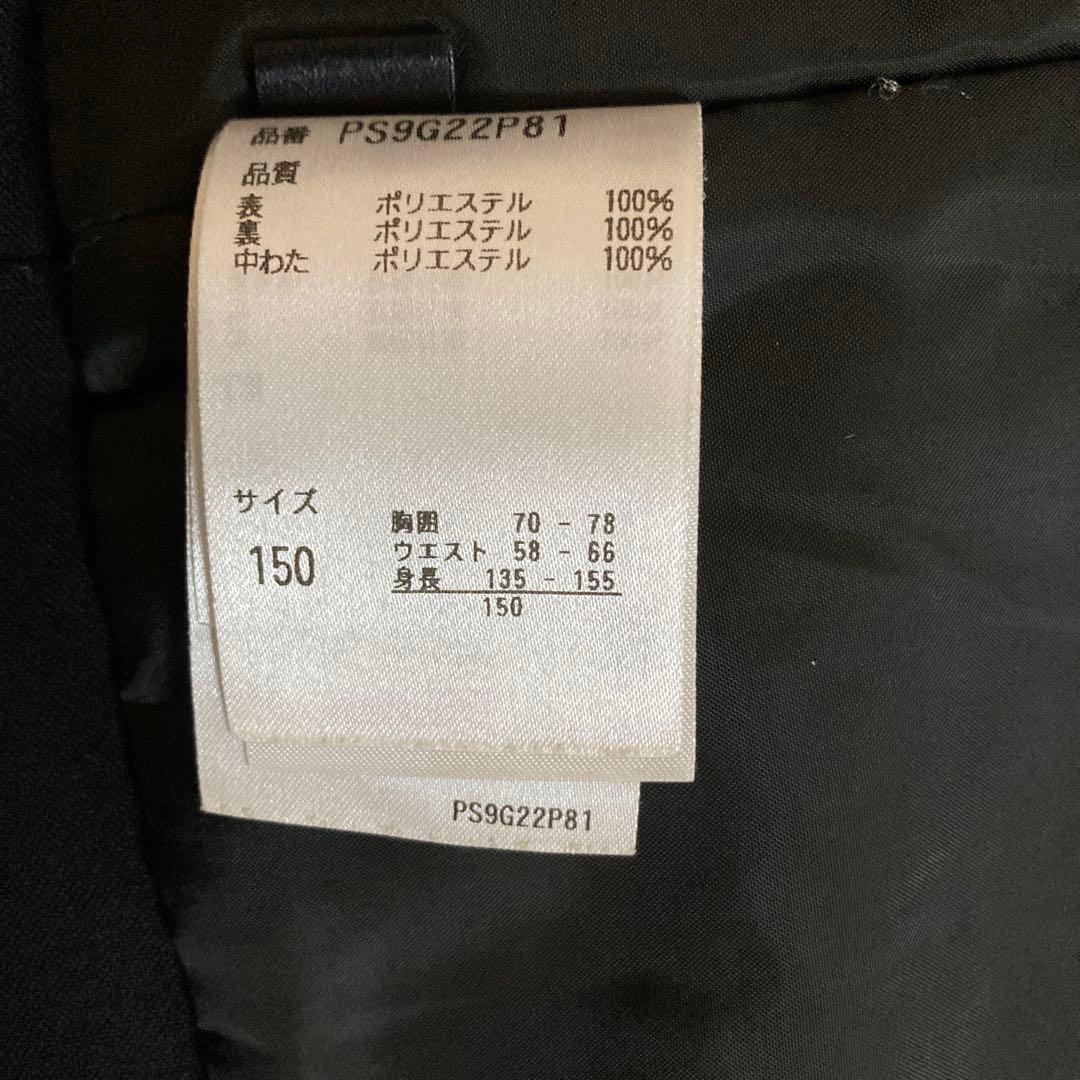 品番 PS9G22P81
品質
表 ポリエステル 100%
裏 ポリエステル 100%
中わた ポリエステル 100%
サイズ
150
胸囲 70 - 78
ウエスト 58 - 66
身長 135 - 155
150
PS9G22P81